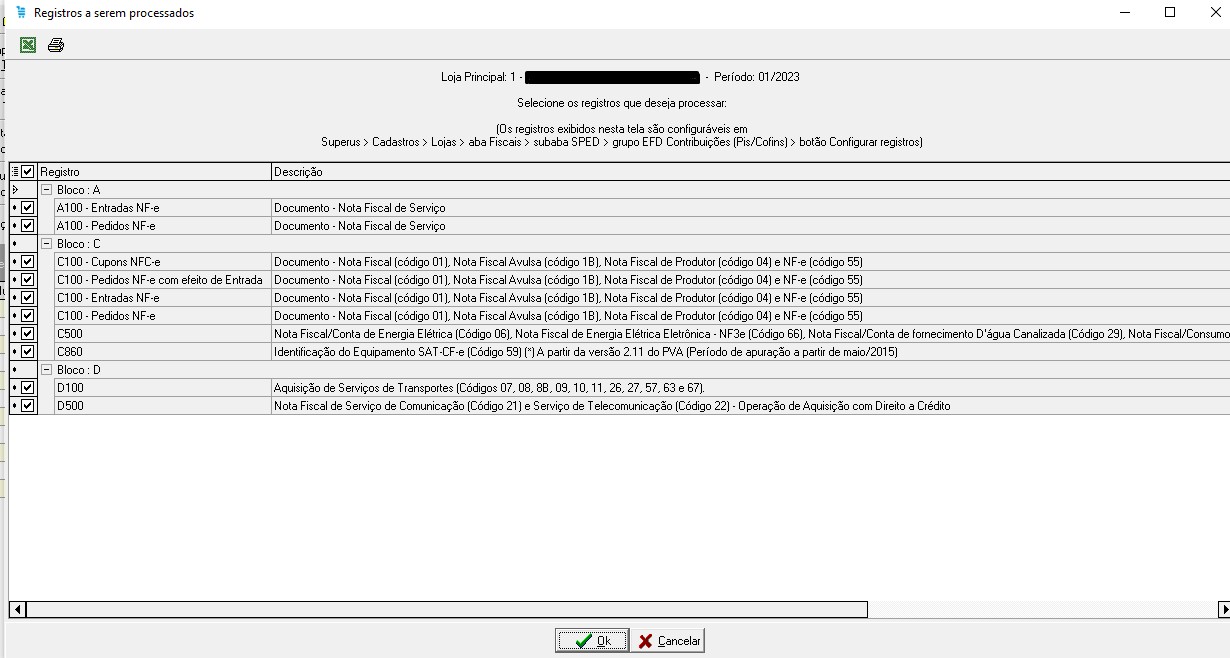 Registros a serem processados
Loja Principal: 1 - - Período: 01/2023
Selecione os registros que deseja processar:
(Os registros exibidos nesta tela são configuráveis em
Superus > Cadastros > Lojas > aba Fiscais > subaba SPED > grupo EFD Contribuições (Pis/Cofins) > botão Configurar registros)
Registro Descrição
Bloco : A
A100 - Entradas NF-e Documento - Nota Fiscal de Serviço
A100 - Pedidos NF-e Documento - Nota Fiscal de Serviço
Bloco : C
C100 - Cupons NFC-e Documento - Nota Fiscal (código 01), Nota Fiscal Avulsa (código 1B), Nota Fiscal de Produtor (código 04) e NF-e (código 55)
C100 - Pedidos NF-e com efeito de Entrada Documento - Nota Fiscal (código 01), Nota Fiscal Avulsa (código 1B), Nota Fiscal de Produtor (código 04) e NF-e (código 55)
C100 - Entradas NF-e Documento - Nota Fiscal (código 01), Nota Fiscal Avulsa (código 1B), Nota Fiscal de Produtor (código 04) e NF-e (código 55)
C100 - Pedidos NF-e Documento - Nota Fiscal (código 01), Nota Fiscal Avulsa (código 1B), Nota Fiscal de Produtor (código 04) e NF-e (código 55)
C500 Nota Fiscal/Conta de Energia Elétrica (Código 06), Nota Fiscal de Energia Elétrica Eletrônica - NF3e (Código 66), Nota Fiscal/Conta de fornecimento D'água Canalizada (Código 29), Nota Fiscal/Consumo
C860 Identificação do Equipamento SAT-CF-e (Código 59) (*) A partir da versão 2.11 do PVA (Período de apuração a partir de maio/2015)
Bloco : D
D100 Aquisição de Serviços de Transportes (Códigos 07, 08, 8B, 09, 10, 11, 26, 27, 57, 63 e 67).
D500 Nota Fiscal de Serviço de Comunicação (Código 21) e Serviço de Telecomunicação (Código 22) - Operação de Aquisição com Direito a Crédito
Ok Cancelar